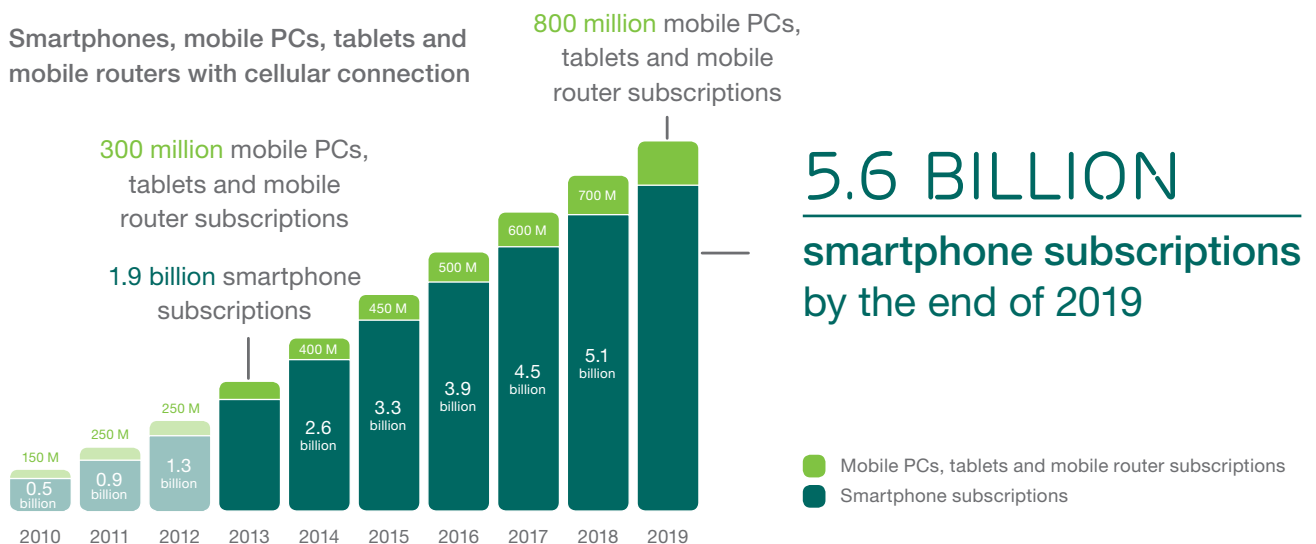 Smartphones, mobile PCs, tablets and
mobile routers with cellular connection
800 million mobile PCs,
tablets and mobile
router subscriptions
300 million mobile PCs,
tablets and mobile
router subscriptions
1.9 billion smartphone
subscriptions
5.6 BILLION
smartphone subscriptions
by the end of 2019
150 M
0.5
billion
250 M
0.9
billion
250 M
1.3
billion
400 M
2.6
billion
450 M
3.3
billion
500 M
3.9
billion
600 M
4.5
billion
700 M
5.1
billion
2010 2011 2012 2013 2014 2015 2016 2017 2018 2019
Mobile PCs, tablets and mobile router subscriptions
Smartphone subscriptions